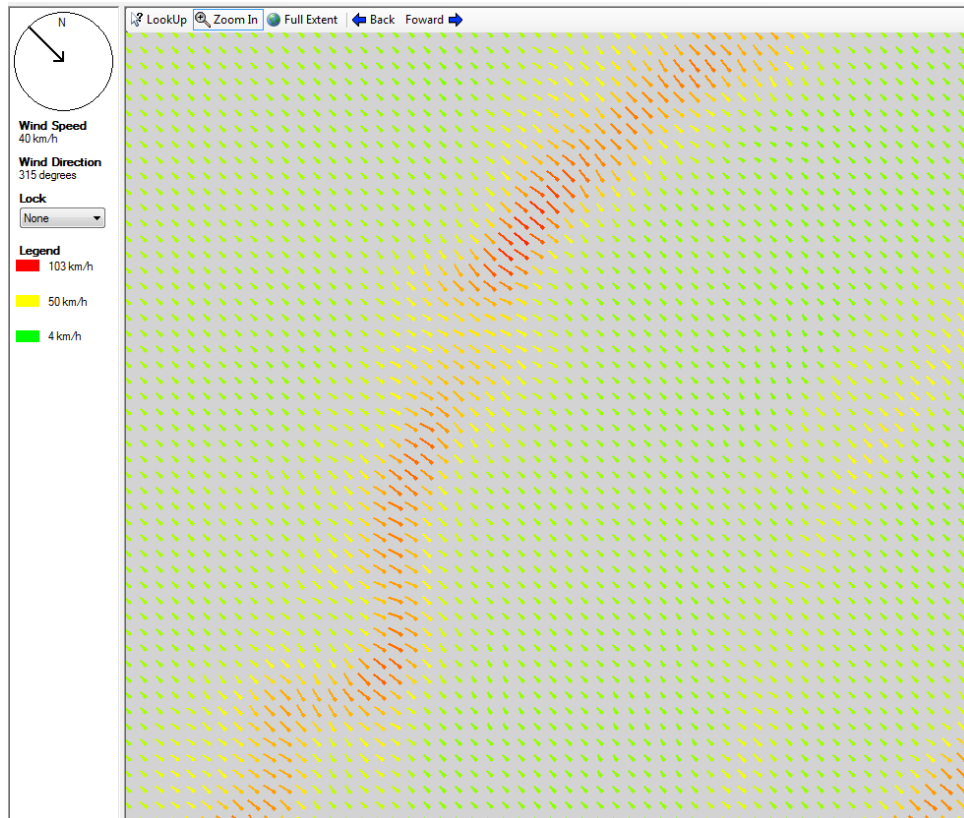 LookUp Zoom In Full Extent Back Foward
N
Wind Speed
40 km/h
Wind Direction
315 degrees
Lock
None
Legend
103 km/h
50 km/h
4 km/h